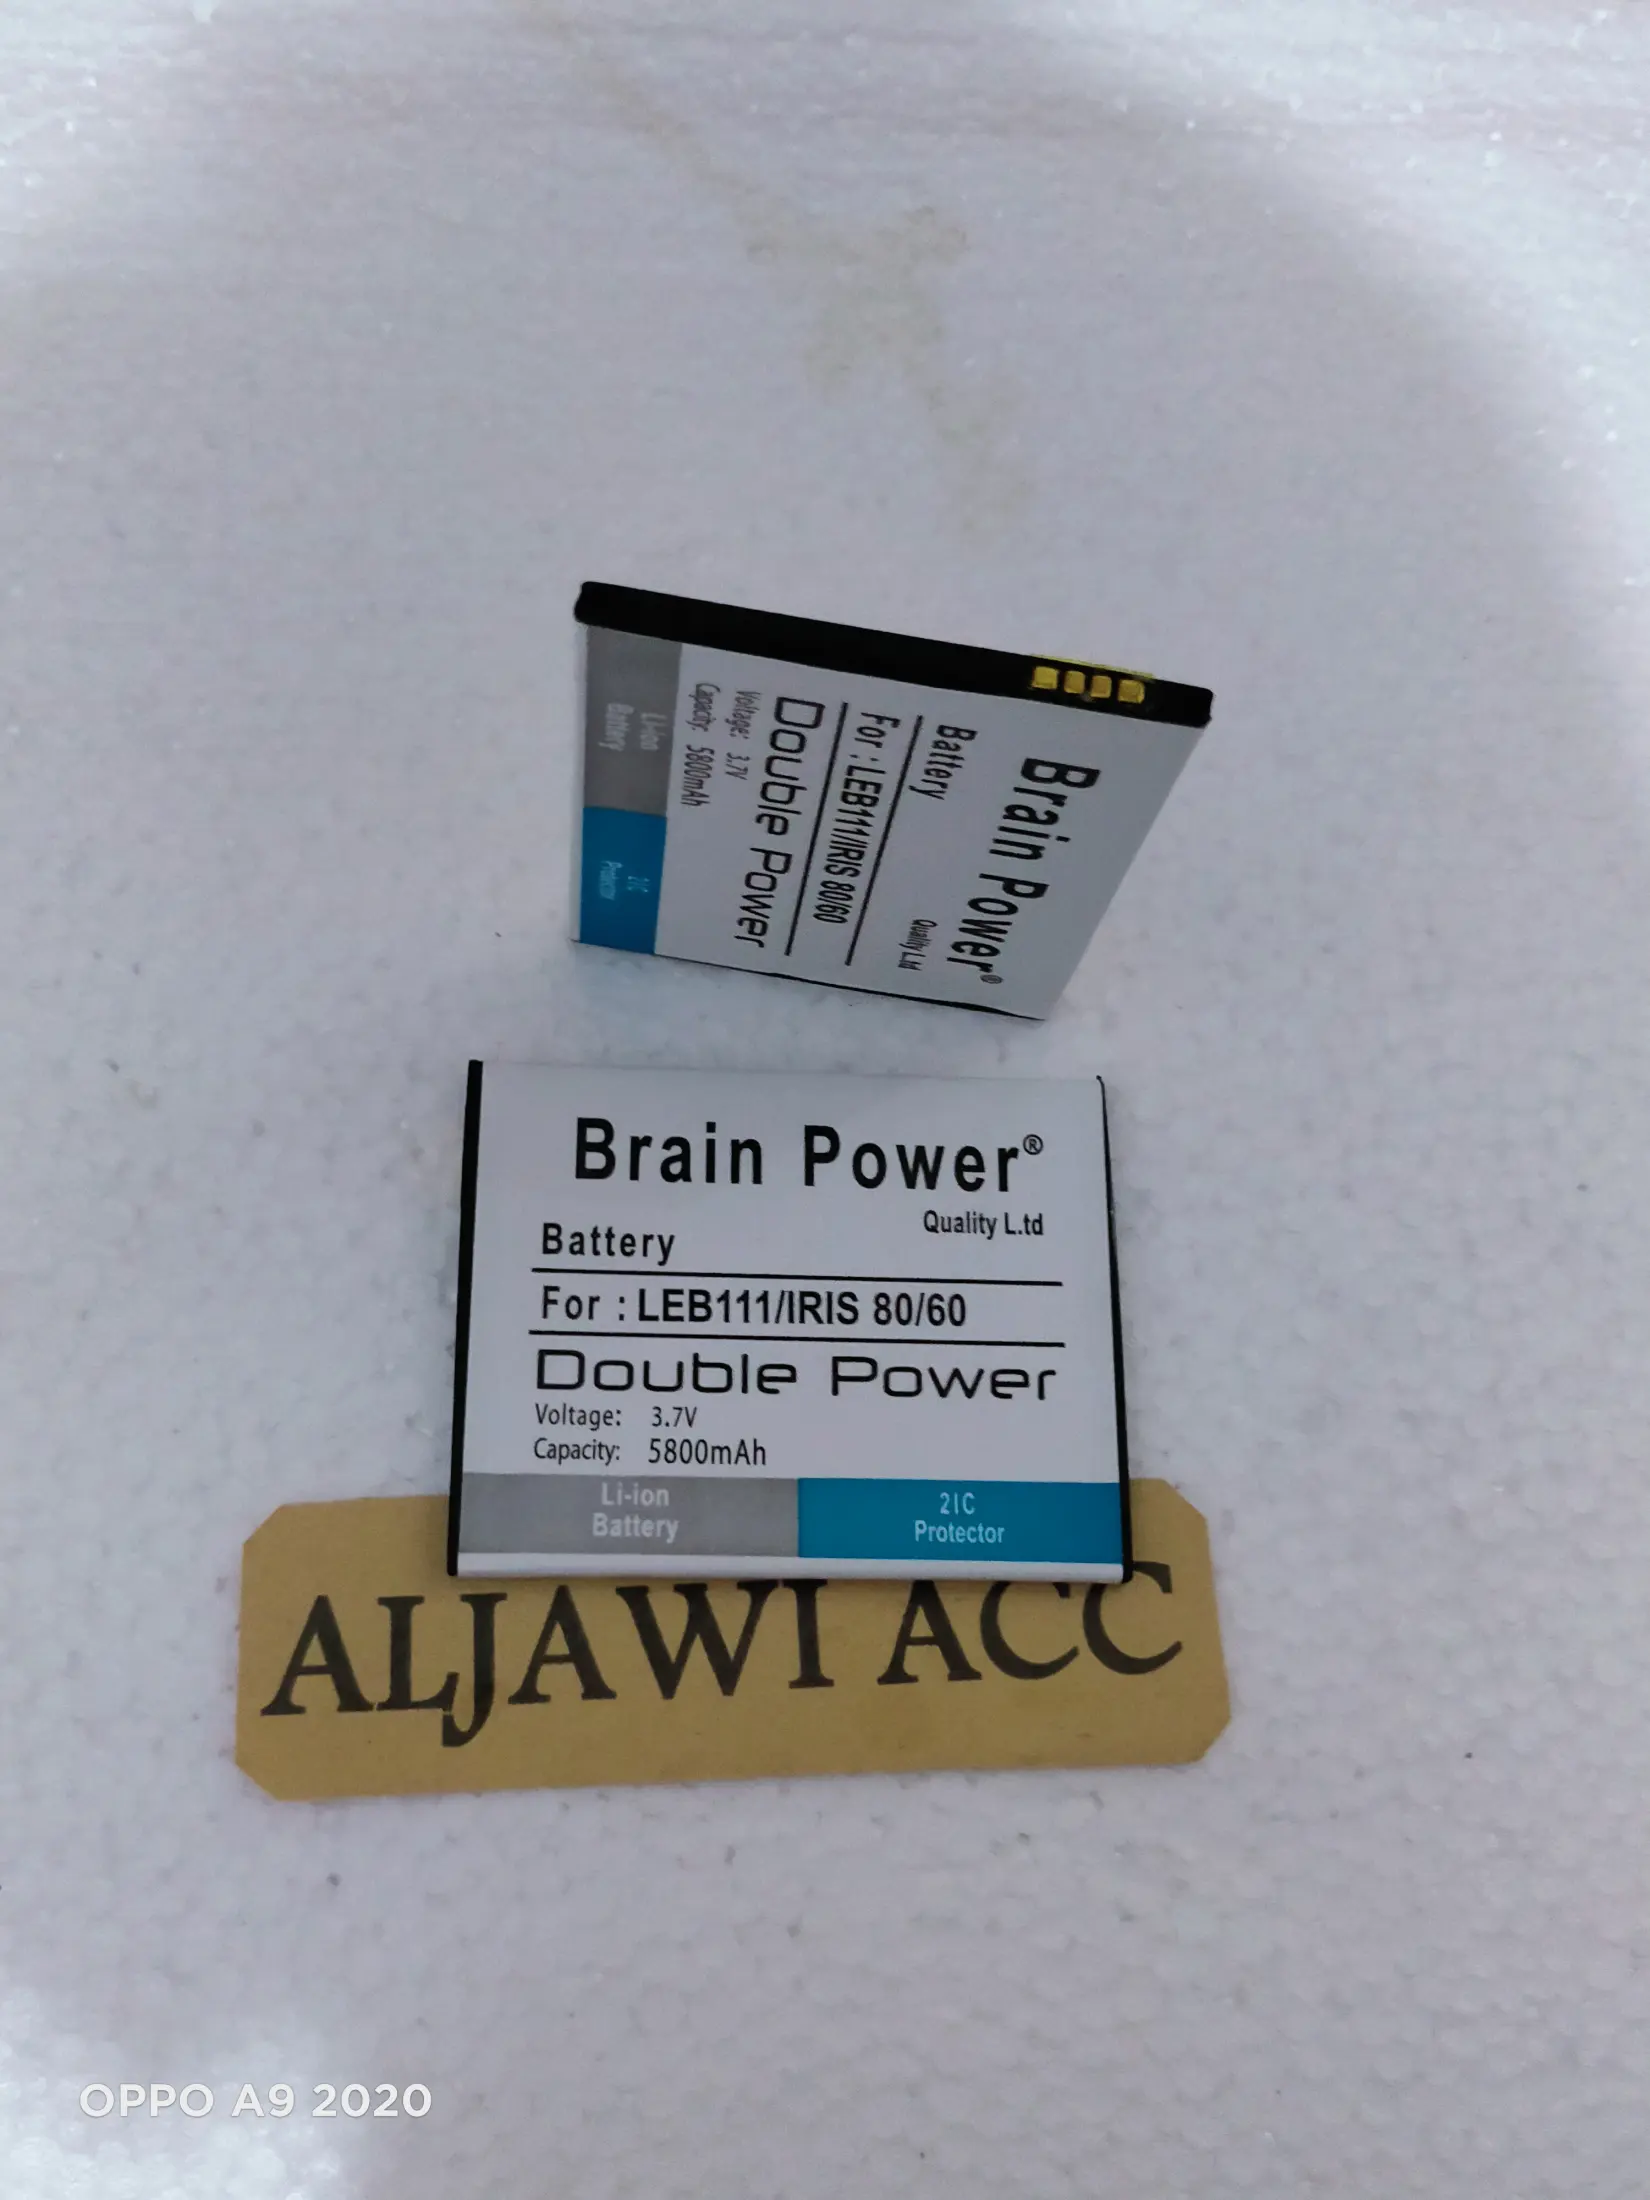 Brain Power®
Quality L.td
Battery
For : LEB111/IRIS 80/60
Double Power
Voltage: 3.7V
Capacity: 5800mAh
Li-ion
Battery
2IC
Protector
Brain Power®
Quality L.td
Battery
For : LEB111/IRIS 80/60
Double Power
Voltage: 3.7V
Capacity: 5800mAh
Li-ion
Battery
2IC
Protector
ALJAWI ACC
OPPO A9 2020